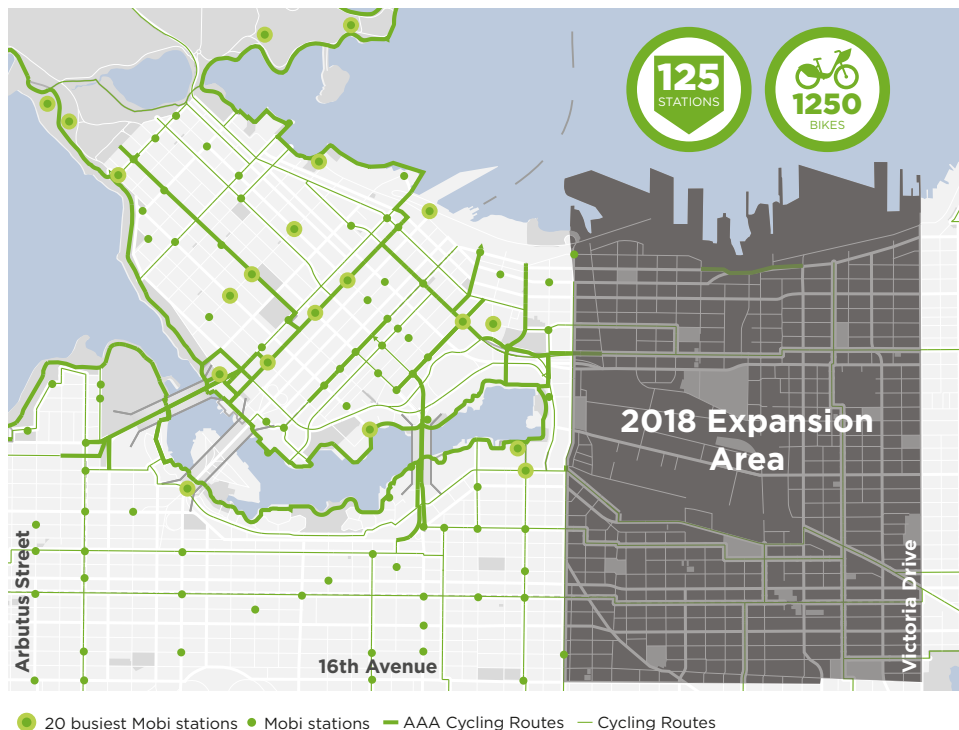 125
STATIONS
1250
BIKES
2018 Expansion
Area
Arbutus Street
16th Avenue
Victoria Drive
20 busiest Mobi stations
Mobi stations
AAA Cycling Routes
Cycling Routes